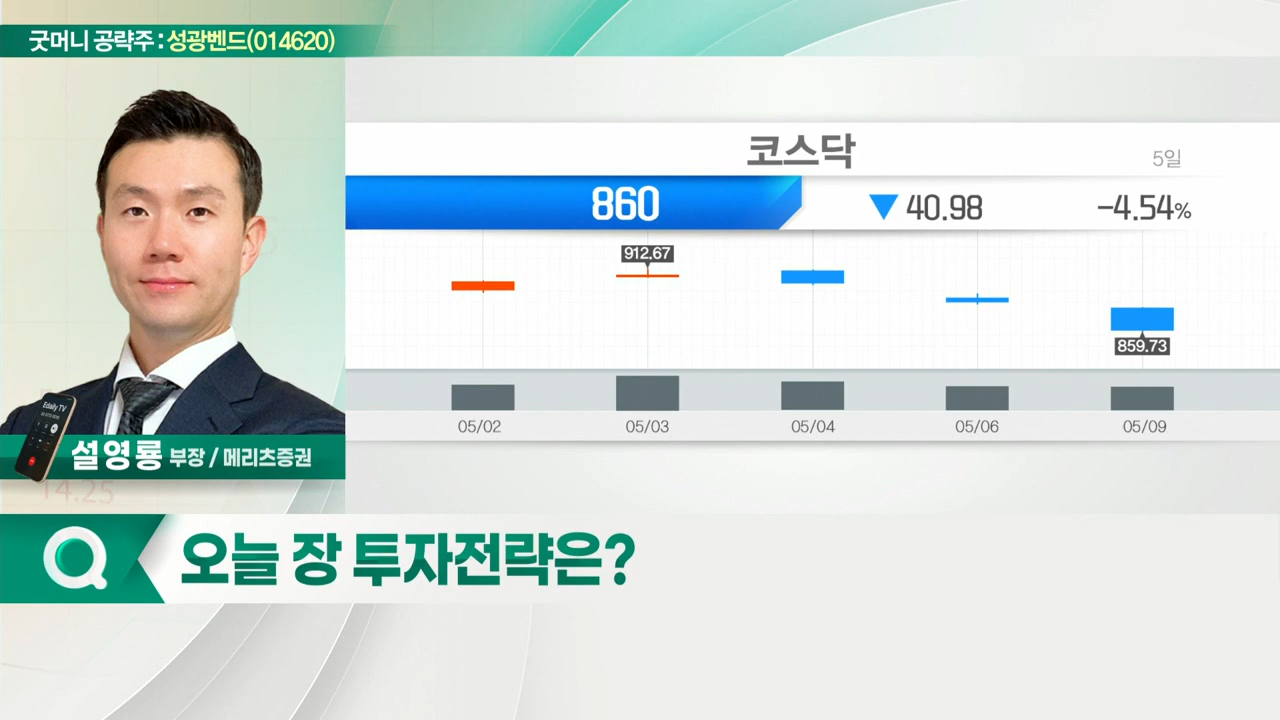 굿머니 공략주 : 성광벤드(014620)
코스닥
5일
860 ▼ 40.98 -4.54%
912.67
859.73
05/02 05/03 05/04 05/06 05/09
Edaily TV
설영룡 부장 / 메리츠증권
14.25
Q 오늘 장 투자전략은?